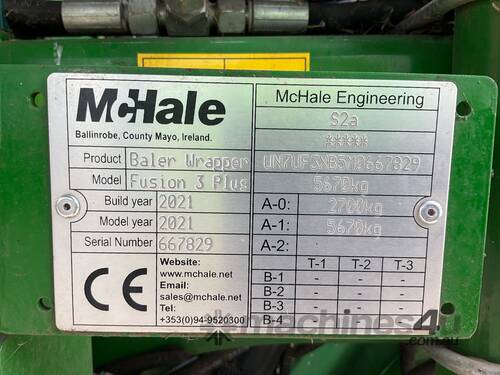 McHale
Ballinrobe, County Mayo, Ireland.
Product Baler Wrapper
Model Fusion 3 Plus
Build year 2021
Model year 2021
Serial Number 667829
CE
Website:
www.mchale.net
Email:
sales@mchale.net
Tel:
+353(0)94-9520300
McHale Engineering
S2a
*****
UN7UF3NB5M0667829
5670kg
A-0: 2700kg
A-1: 5670kg
A-2:
T-1 T-2 T-3
B-1 - - -
B-2 - - -
B-3 - - -
B-4 - - -
machines4u
.com.au